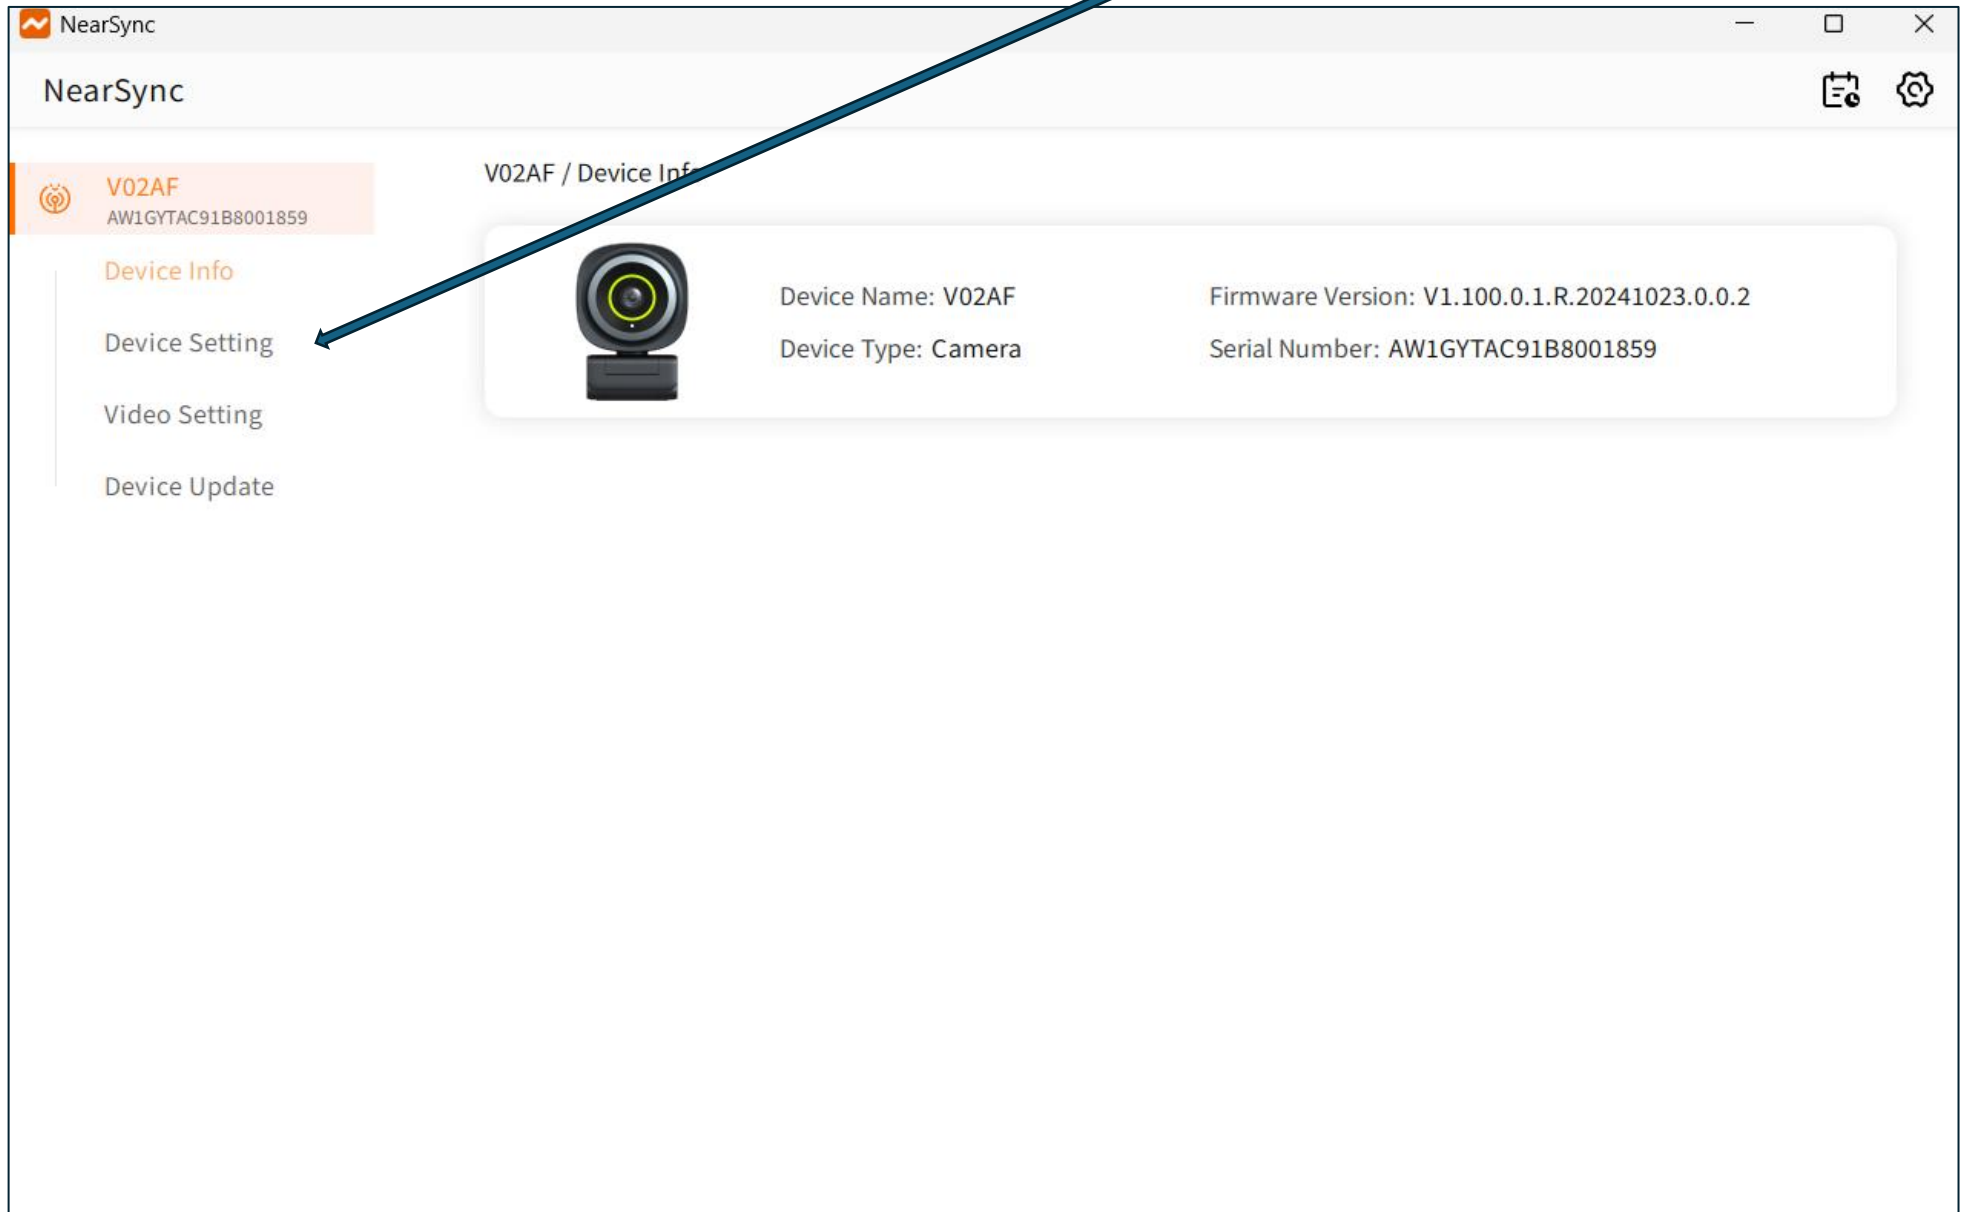 NearSync
NearSync
V02AF
AW1GYTAC91B8001859
Device Info
Device Setting
Video Setting
Device Update
V02AF / Device Info
Device Name: V02AF
Firmware Version: V1.100.0.1.R.20241023.0.0.2
Device Type: Camera
Serial Number: AW1GYTAC91B8001859